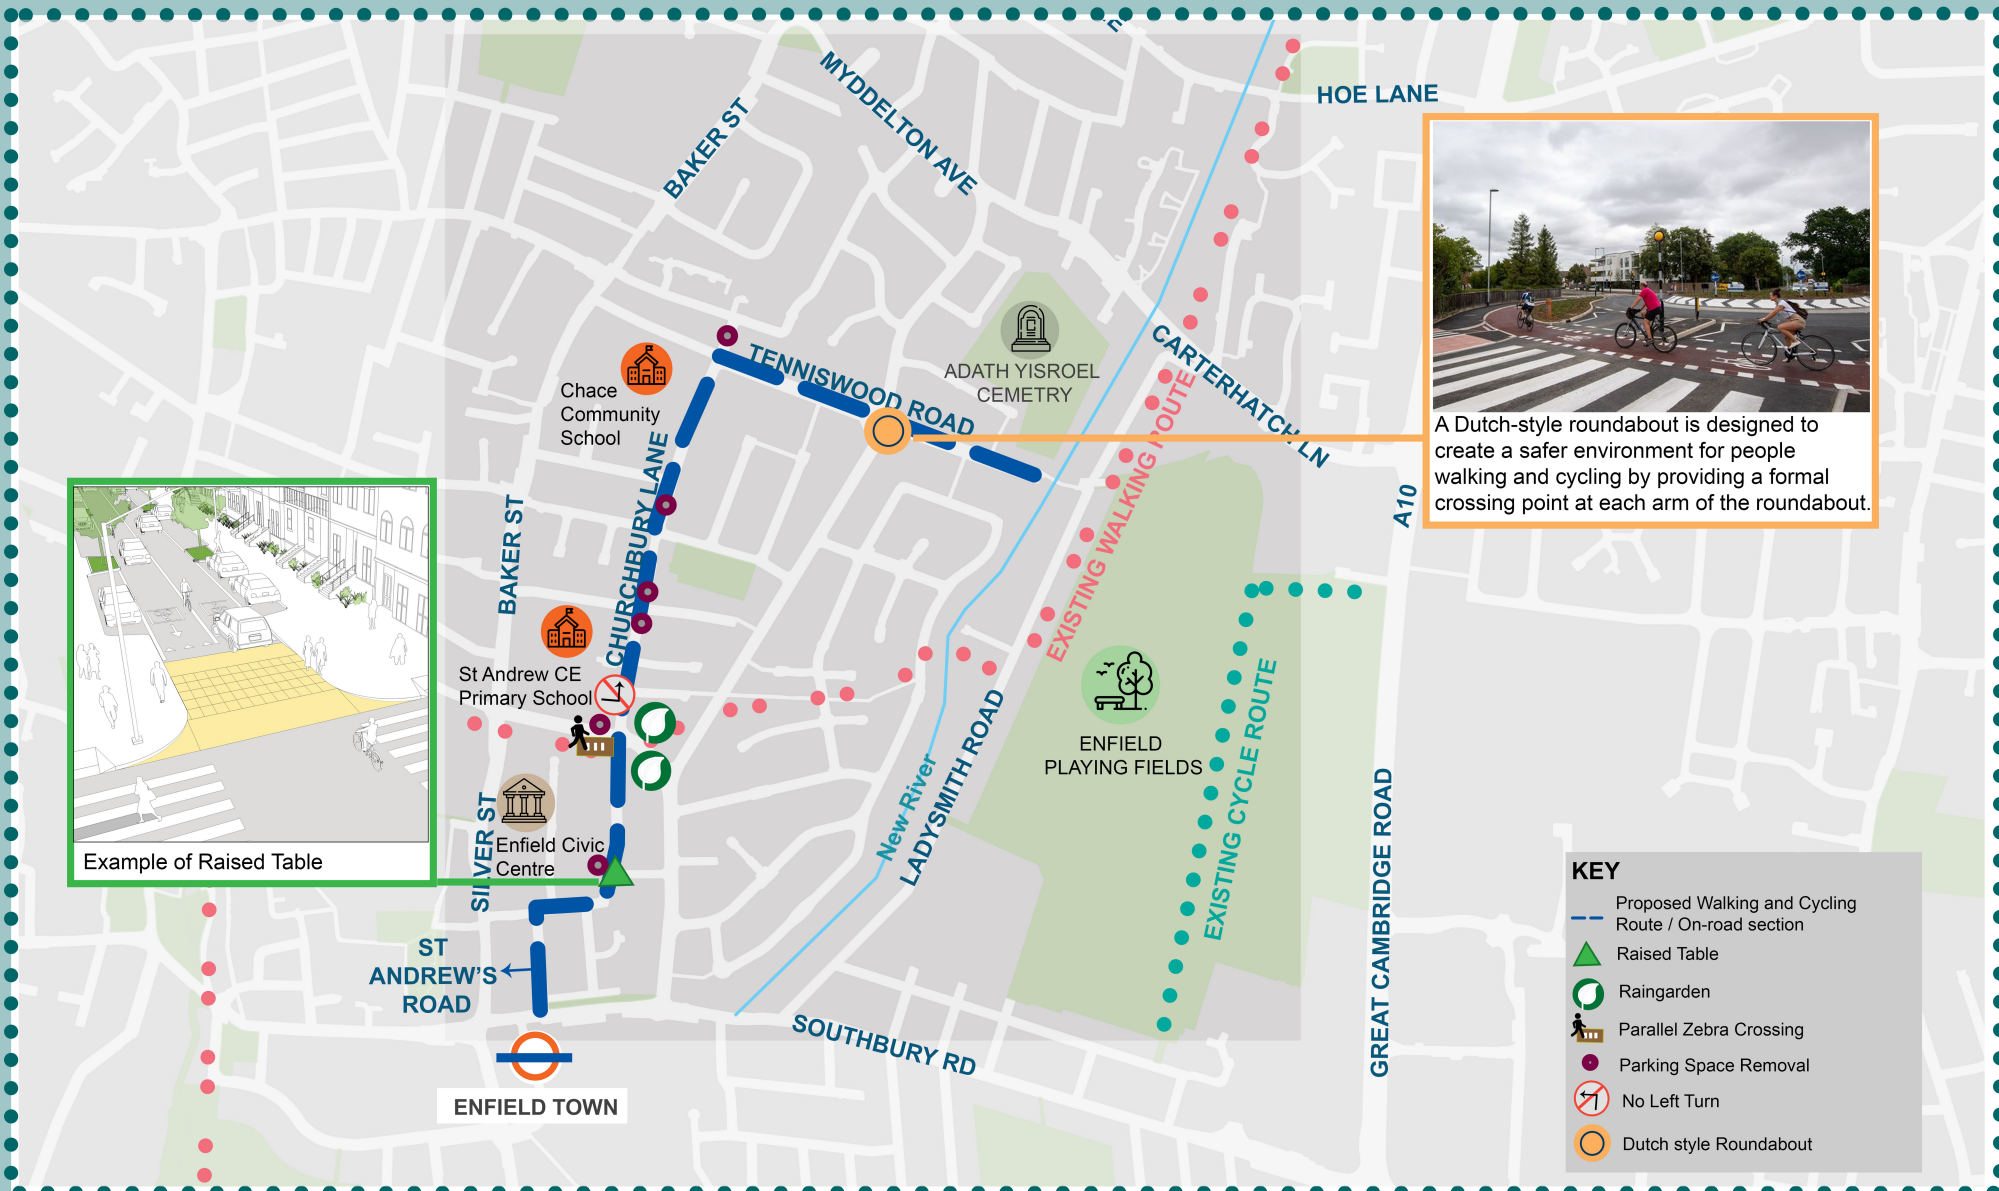 HOE LANE
MYDDELTON AVE
BAKER ST
TENNISWOOD ROAD
ADATH YISROEL
CEMETRY
CARTERHATCH LN
Chace
Community
School
CHURCHBURY LANE
EXISTING WALKING ROUTE
A Dutch-style roundabout is designed to
create a safer environment for people
walking and cycling by providing a formal
crossing point at each arm of the roundabout.
A10
BAKER ST
St Andrew CE
Primary School
Example of Raised Table
ENFIELD
PLAYING FIELDS
EXISTING CYCLE ROUTE
New River
LADYSMITH ROAD
GREAT CAMBRIDGE ROAD
SILVER ST
Enfield Civic
Centre
ST
ANDREW'S
ROAD
SOUTHBURY RD
ENFIELD TOWN
KEY
Proposed Walking and Cycling
Route / On-road section
Raised Table
Raingarden
Parallel Zebra Crossing
Parking Space Removal
No Left Turn
Dutch style Roundabout